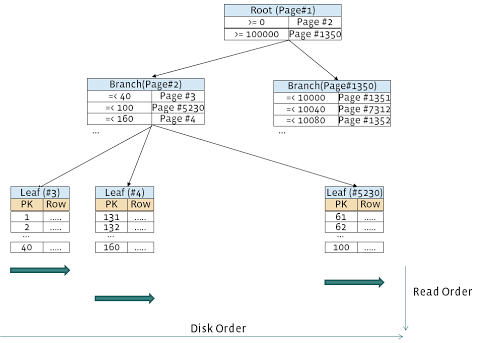 Root (Page#1)
>= 0 Page #2
>= 100000 Page #1350
Branch(Page#2)
=< 40 Page #3
=< 100 Page #5230
=< 160 Page #4
...
Branch(Page#1350)
=< 10000 Page #1351
=< 10040 Page #7312
=< 10080 Page #1352
...
Leaf (#3)
PK Row
1 .....
2 .....
...
40 .....
Leaf (#4)
PK Row
131 .....
132 .....
...
160 .....
Leaf (#5230)
PK Row
61 .....
62 .....
...
100 .....
Read Order
Disk Order